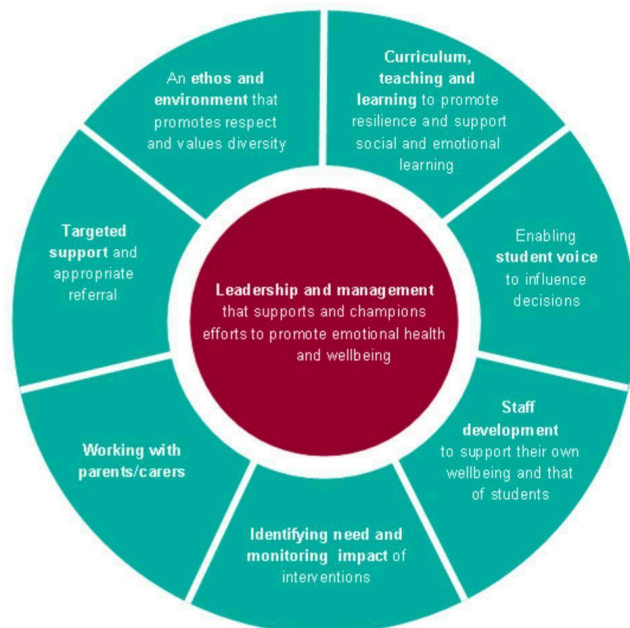 An ethos and
environment that
promotes respect
and values diversity
Curriculum,
teaching and
learning to promote
resilience and support
social and emotional
learning
Enabling
student voice
to influence
decisions
Staff
development
to support their own
wellbeing and that
of students
Identifying need and
monitoring impact of
interventions
Working with
parents/carers
Targeted
support and
appropriate
referral
Leadership and management
that supports and champions
efforts to promote emotional health
and wellbeing